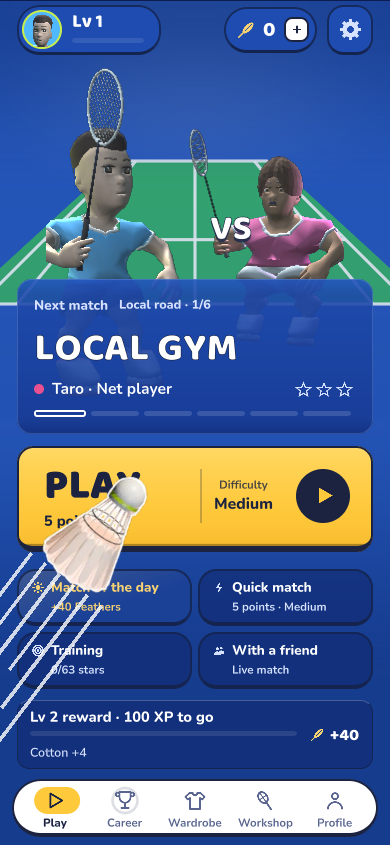 Lv 1
0
VS
Next match Local road · 1/6
LOCAL GYM
Taro · Net player
PLAY
Difficulty
Medium
5
Match of the day
+40 Feathers
Quick match
5 points · Medium
Training
0/63 stars
With a friend
Live match
Lv 2 reward · 100 XP to go
+40
Cotton +4
Play
Career
Wardrobe
Workshop
Profile